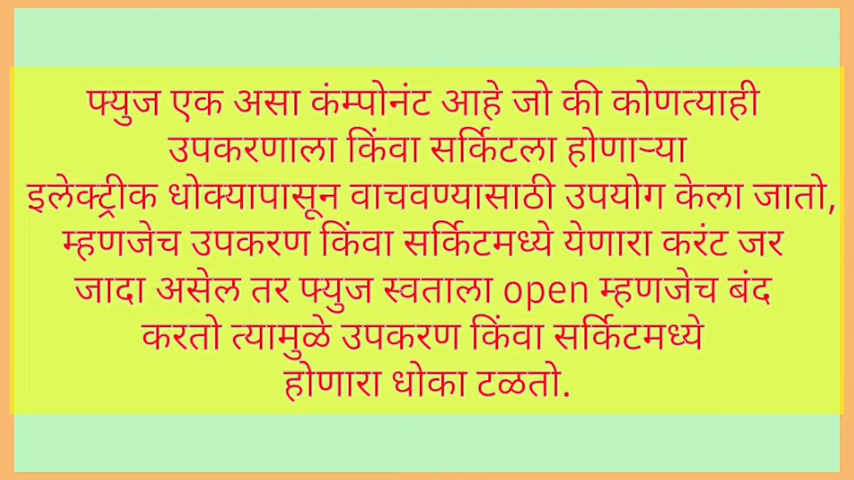 फ्युज एक असा कंम्पोनंट आहे जो की कोणत्याही
उपकरणाला किंवा सर्किटला होणाऱ्या
इलेक्ट्रीक धोक्यापासून वाचवण्यासाठी उपयोग केला जातो,
म्हणजेच उपकरण किंवा सर्किटमध्ये येणारा करंट जर
जादा असेल तर फ्युज स्वताला open म्हणजेच बंद
करतो त्यामुळे उपकरण किंवा सर्किटमध्ये
होणारा धोका टळतो.